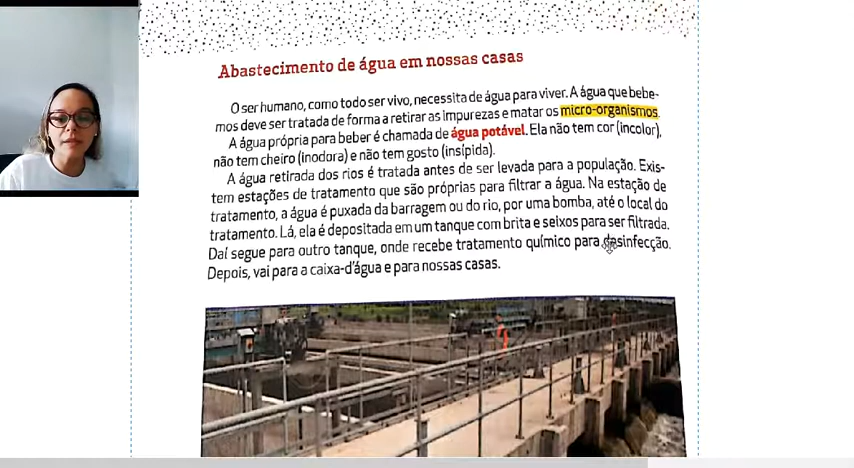 Abastecimento de água em nossas casas
O ser humano, como todo ser vivo, necessita de água para viver. A água que bebe-
mos deve ser tratada de forma a retirar as impurezas e matar os micro-organismos.
A água própria para beber é chamada de água potável. Ela não tem cor (incolor),
não tem cheiro (inodora) e não tem gosto (insípida).
A água retirada dos rios é tratada antes de ser levada para a população. Exis-
tem estações de tratamento que são próprias para filtrar a água. Na estação de
tratamento, a água é puxada da barragem ou do rio, por uma bomba, até o local do
tratamento. Lá, ela é depositada em um tanque com brita e seixos para ser filtrada.
Daí segue para outro tanque, onde recebe tratamento químico para desinfecção.
Depois, vai para a caixa-d'água e para nossas casas.